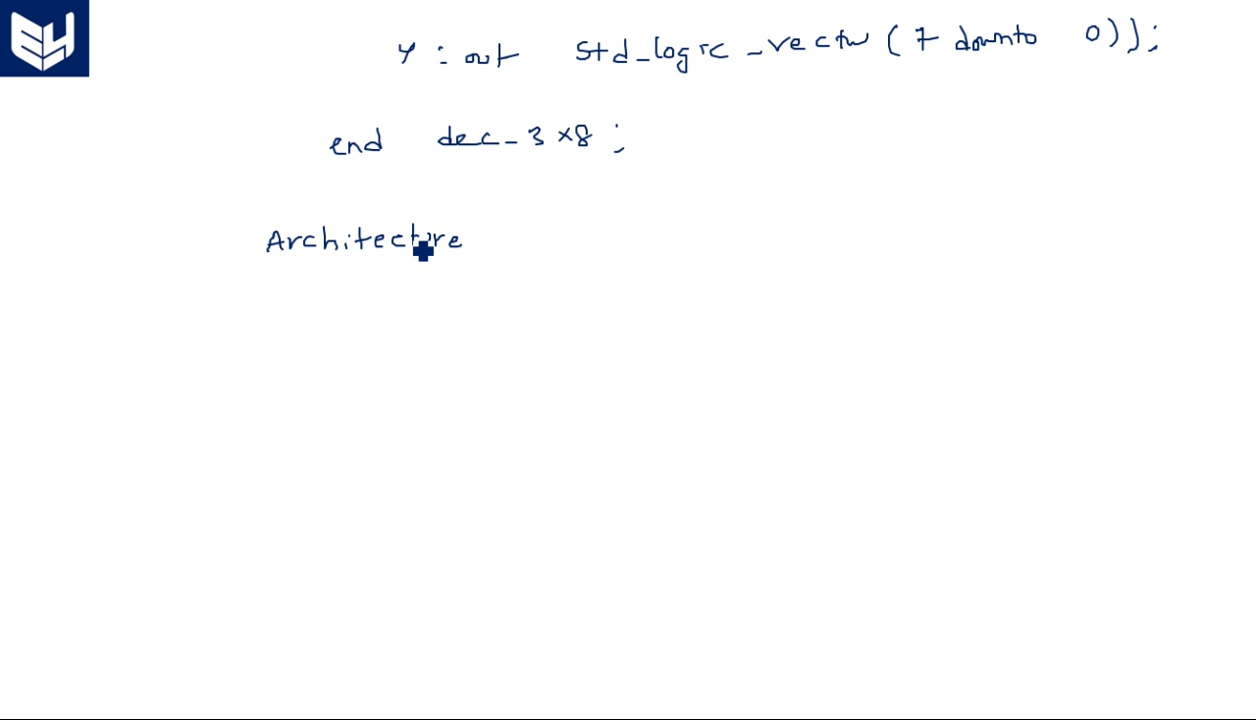 Y : out std_logic_vector (7 downto 0));
end dec_3x8 ;
Architecture